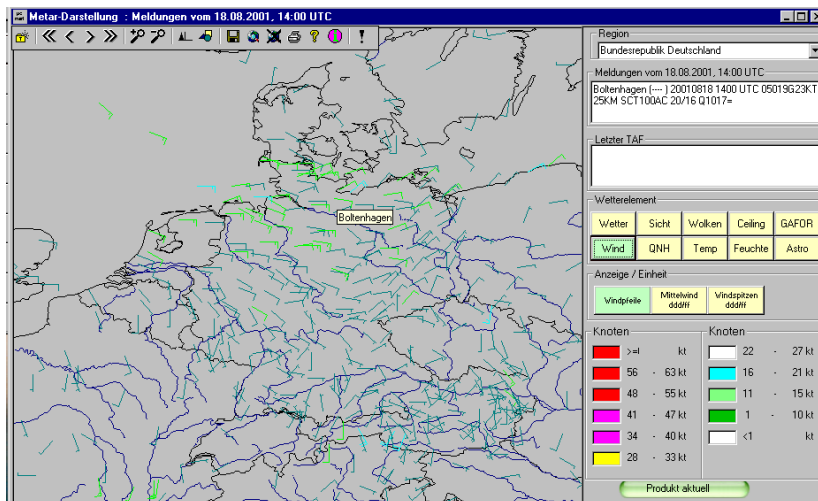 Metar-Darstellung : Meldungen vom 18.08.2001, 14:00 UTC
Region
Bundesrepublik Deutschland
Meldungen vom 18.08.2001, 14:00 UTC
Boltenhagen (---- ) 20010818 1400 UTC 05019G23KT
25KM SCT100AC 20/16 Q1017=
Letzter TAF
Boltenhagen
Wetterelement
Wetter Sicht Wolken Ceiling GAFOR
Wind QNH Temp Feuchte Astro
Anzeige / Einheit
Windpfeile Mittelwind dddff Windspitzen dddff
Knoten Knoten
>=I kt 22 - 27 kt
56 - 63 kt 16 - 21 kt
48 - 55 kt 11 - 15 kt
41 - 47 kt 1 - 10 kt
34 - 40 kt <1 kt
28 - 33 kt
Produkt aktuell